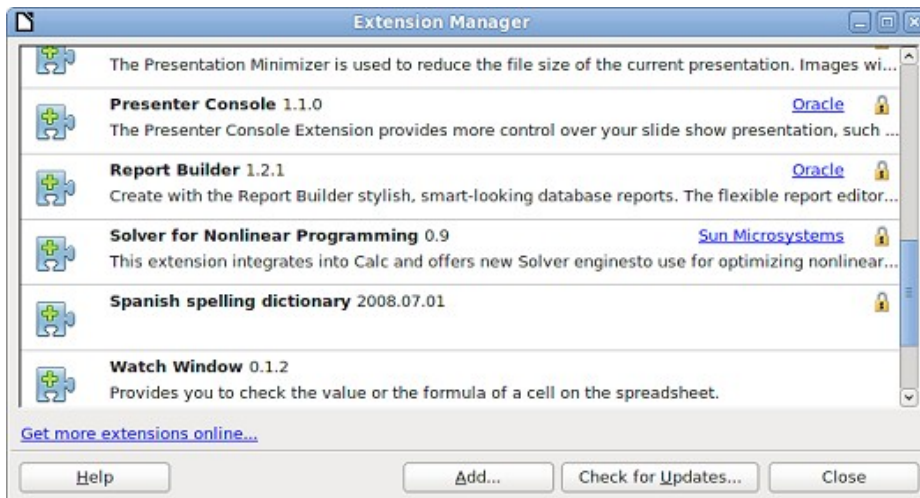 Extension Manager
The Presentation Minimizer is used to reduce the file size of the current presentation. Images wi...
Presenter Console 1.1.0 Oracle
The Presenter Console Extension provides more control over your slide show presentation, such ...
Report Builder 1.2.1 Oracle
Create with the Report Builder stylish, smart-looking database reports. The flexible report editor...
Solver for Nonlinear Programming 0.9 Sun Microsystems
This extension integrates into Calc and offers new Solver enginesto use for optimizing nonlinear...
Spanish spelling dictionary 2008.07.01
Watch Window 0.1.2
Provides you to check the value or the formula of a cell on the spreadsheet.
Get more extensions online...
Help Add... Check for Updates... Close